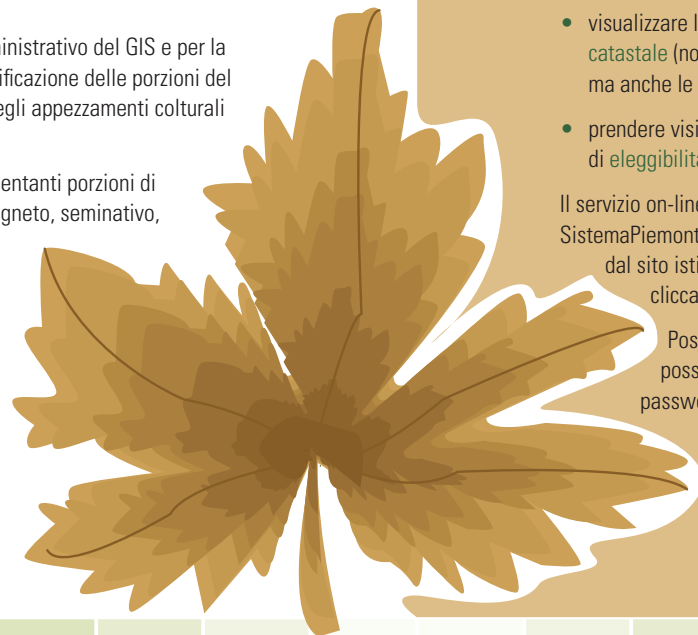 ministrativo del GIS e per la
ificazione delle porzioni del
egli appezzamenti colturali
entanti porzioni di
gneto, seminativo,
• visualizzare l
catastale (no
ma anche le
• prendere visi
di eleggibilit
Il servizio on-line
SistemaPiemont
dal sito isti
clicca
Pos
poss
passw